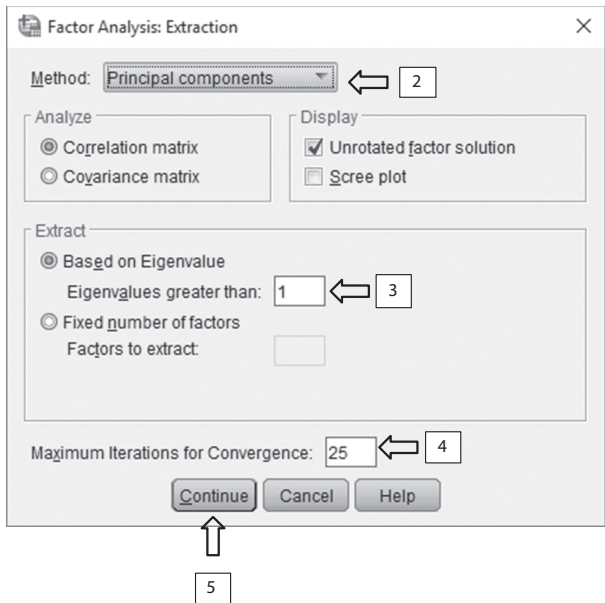 Factor Analysis: Extraction
Method: Principal components
2
Analyze
Correlation matrix
Covariance matrix
Display
Unrotated factor solution
Scree plot
Extract
Based on Eigenvalue
Eigenvalues greater than: 1
3
Fixed number of factors
Factors to extract:
Maximum Iterations for Convergence: 25
4
Continue Cancel Help
5